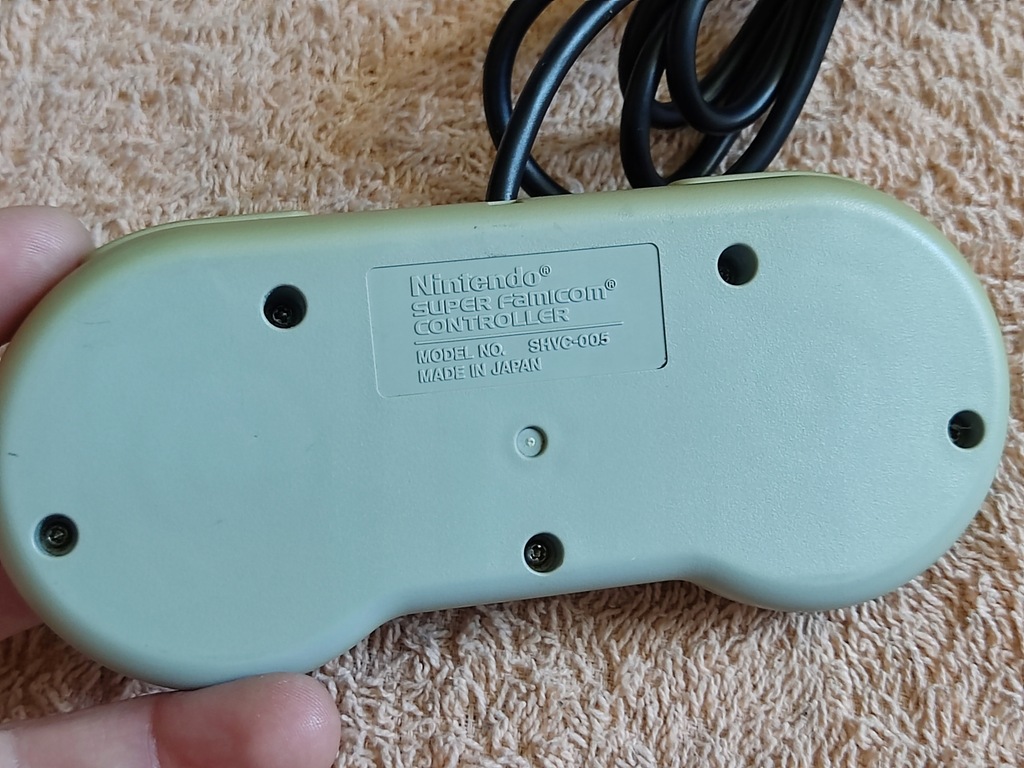 Nintendo®
SUPER Famicom®
CONTROLLER
MODEL NO. SHVC-005
MADE IN JAPAN